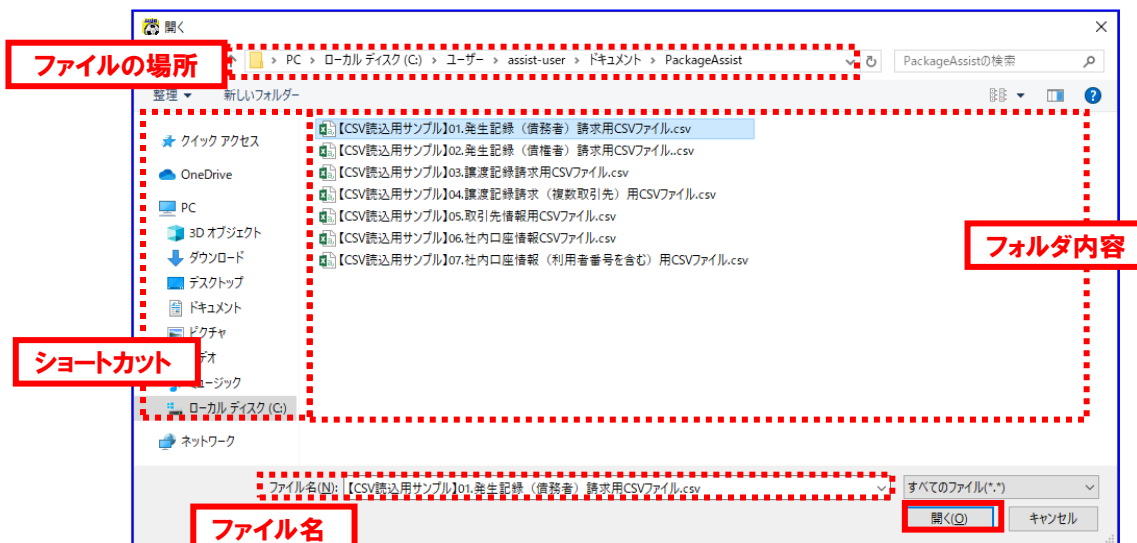 開く
ファイルの場所
PC > ローカル ディスク (C:) > ユーザー > assist-user > ドキュメント > PackageAssist
PackageAssistの検索
整理
新しいフォルダー
クイック アクセス
OneDrive
PC
3D オブジェクト
ダウンロード
デスクトップ
ドキュメント
ピクチャ
ショートカット
ローカル ディスク (C:)
ネットワーク
【CSV読込用サンプル】01.発生記録（債務者）請求用CSVファイル.csv
【CSV読込用サンプル】02.発生記録（債権者）請求用CSVファイル..csv
【CSV読込用サンプル】03.譲渡記録請求用CSVファイル.csv
【CSV読込用サンプル】04.譲渡記録請求（複数取引先）用CSVファイル.csv
【CSV読込用サンプル】05.取引先情報用CSVファイル.csv
【CSV読込用サンプル】06.社内口座情報CSVファイル.csv
【CSV読込用サンプル】07.社内口座情報（利用者番号を含む）用CSVファイル.csv
フォルダ内容
ファイル名(N):
【CSV読込用サンプル】01.発生記録（債務者）請求用CSVファイル.csv
すべてのファイル(*.*)
ファイル名
開く(O)
キャンセル